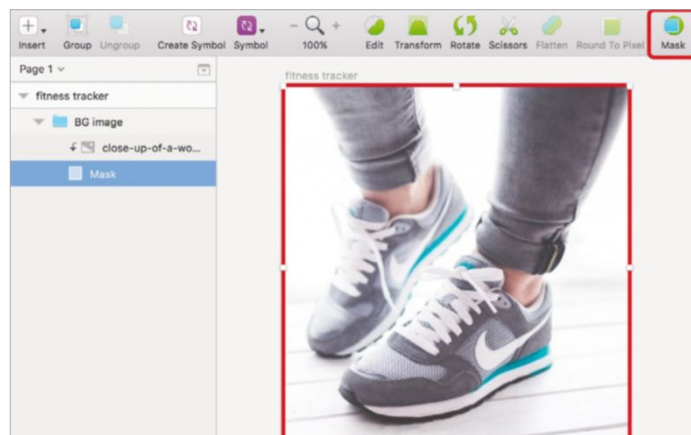 Insert Group Ungroup Create Symbol Symbol 100% Edit Transform Rotate Scissors Flatten Round To Pixel Mask
Page 1
fitness tracker
fitness tracker
BG image
close-up-of-a-wo...
Mask